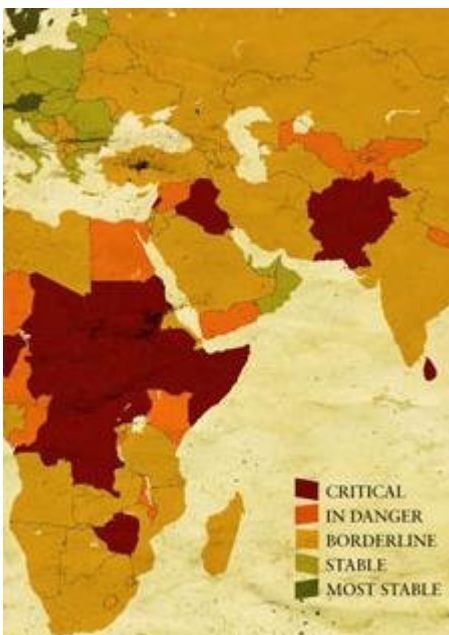 CRITICAL
IN DANGER
BORDERLINE
STABLE
MOST STABLE